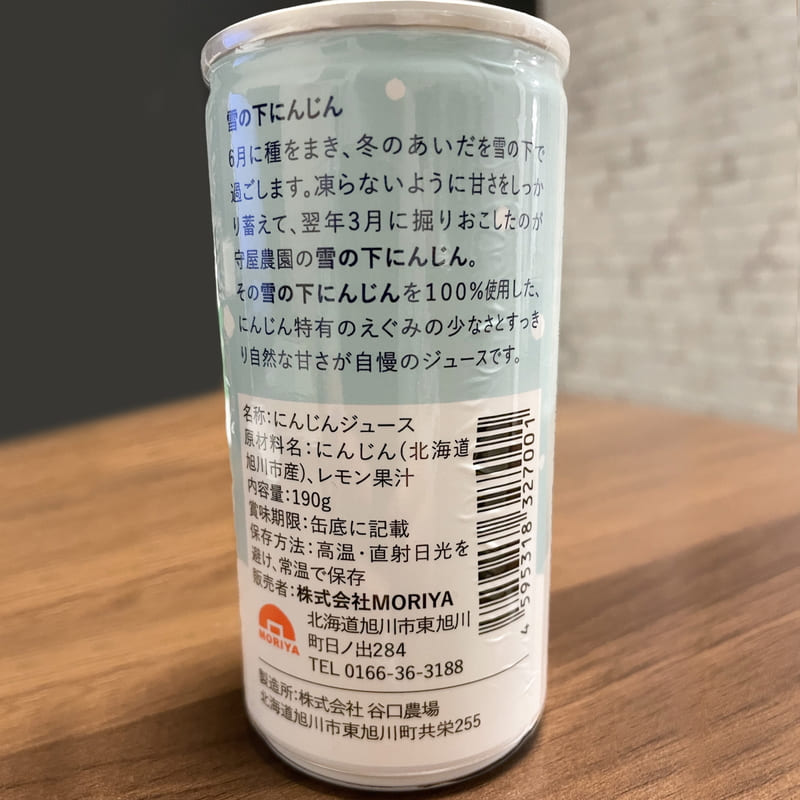 雪の下にんじん
6月に種をまき、冬のあいだを雪の下で
過ごします。凍らないように甘さをしっか
り蓄えて、翌年3月に掘りおこしたのが
守屋農園の雪の下にんじん。
その雪の下にんじんを100%使用した、
にんじん特有のえぐみの少なさとすっき
り自然な甘さが自慢のジュースです。
名称:にんじんジュース
原材料名:にんじん(北海道
旭川市産)、レモン果汁
内容量:190g
賞味期限:缶底に記載
保存方法:高温・直射日光を
避け、常温で保存
販売者:株式会社MORIYA
北海道旭川市東旭川
町日ノ出284
TEL 0166-36-3188
MORIYA
製造所:株式会社 谷口農場
北海道旭川市東旭川町共栄255
4 595318 327001